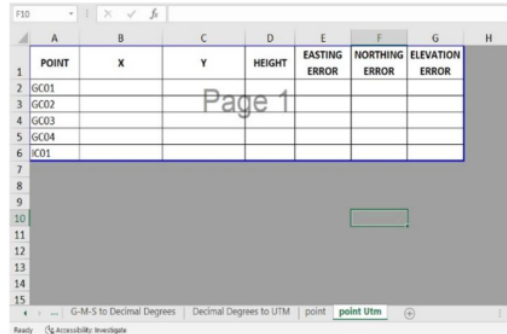 F10 fx
A B C D E F G H
1 POINT X Y HEIGHT EASTING ERROR NORTHING ERROR ELEVATION ERROR
2 GC01
3 GC02
4 GC03
5 GC04
6 IC01
Page 1
7
8
9
10
11
12
13
14
15
... G-M-S to Decimal Degrees Decimal Degrees to UTM point point Utm
Ready Accessibility: Investigate